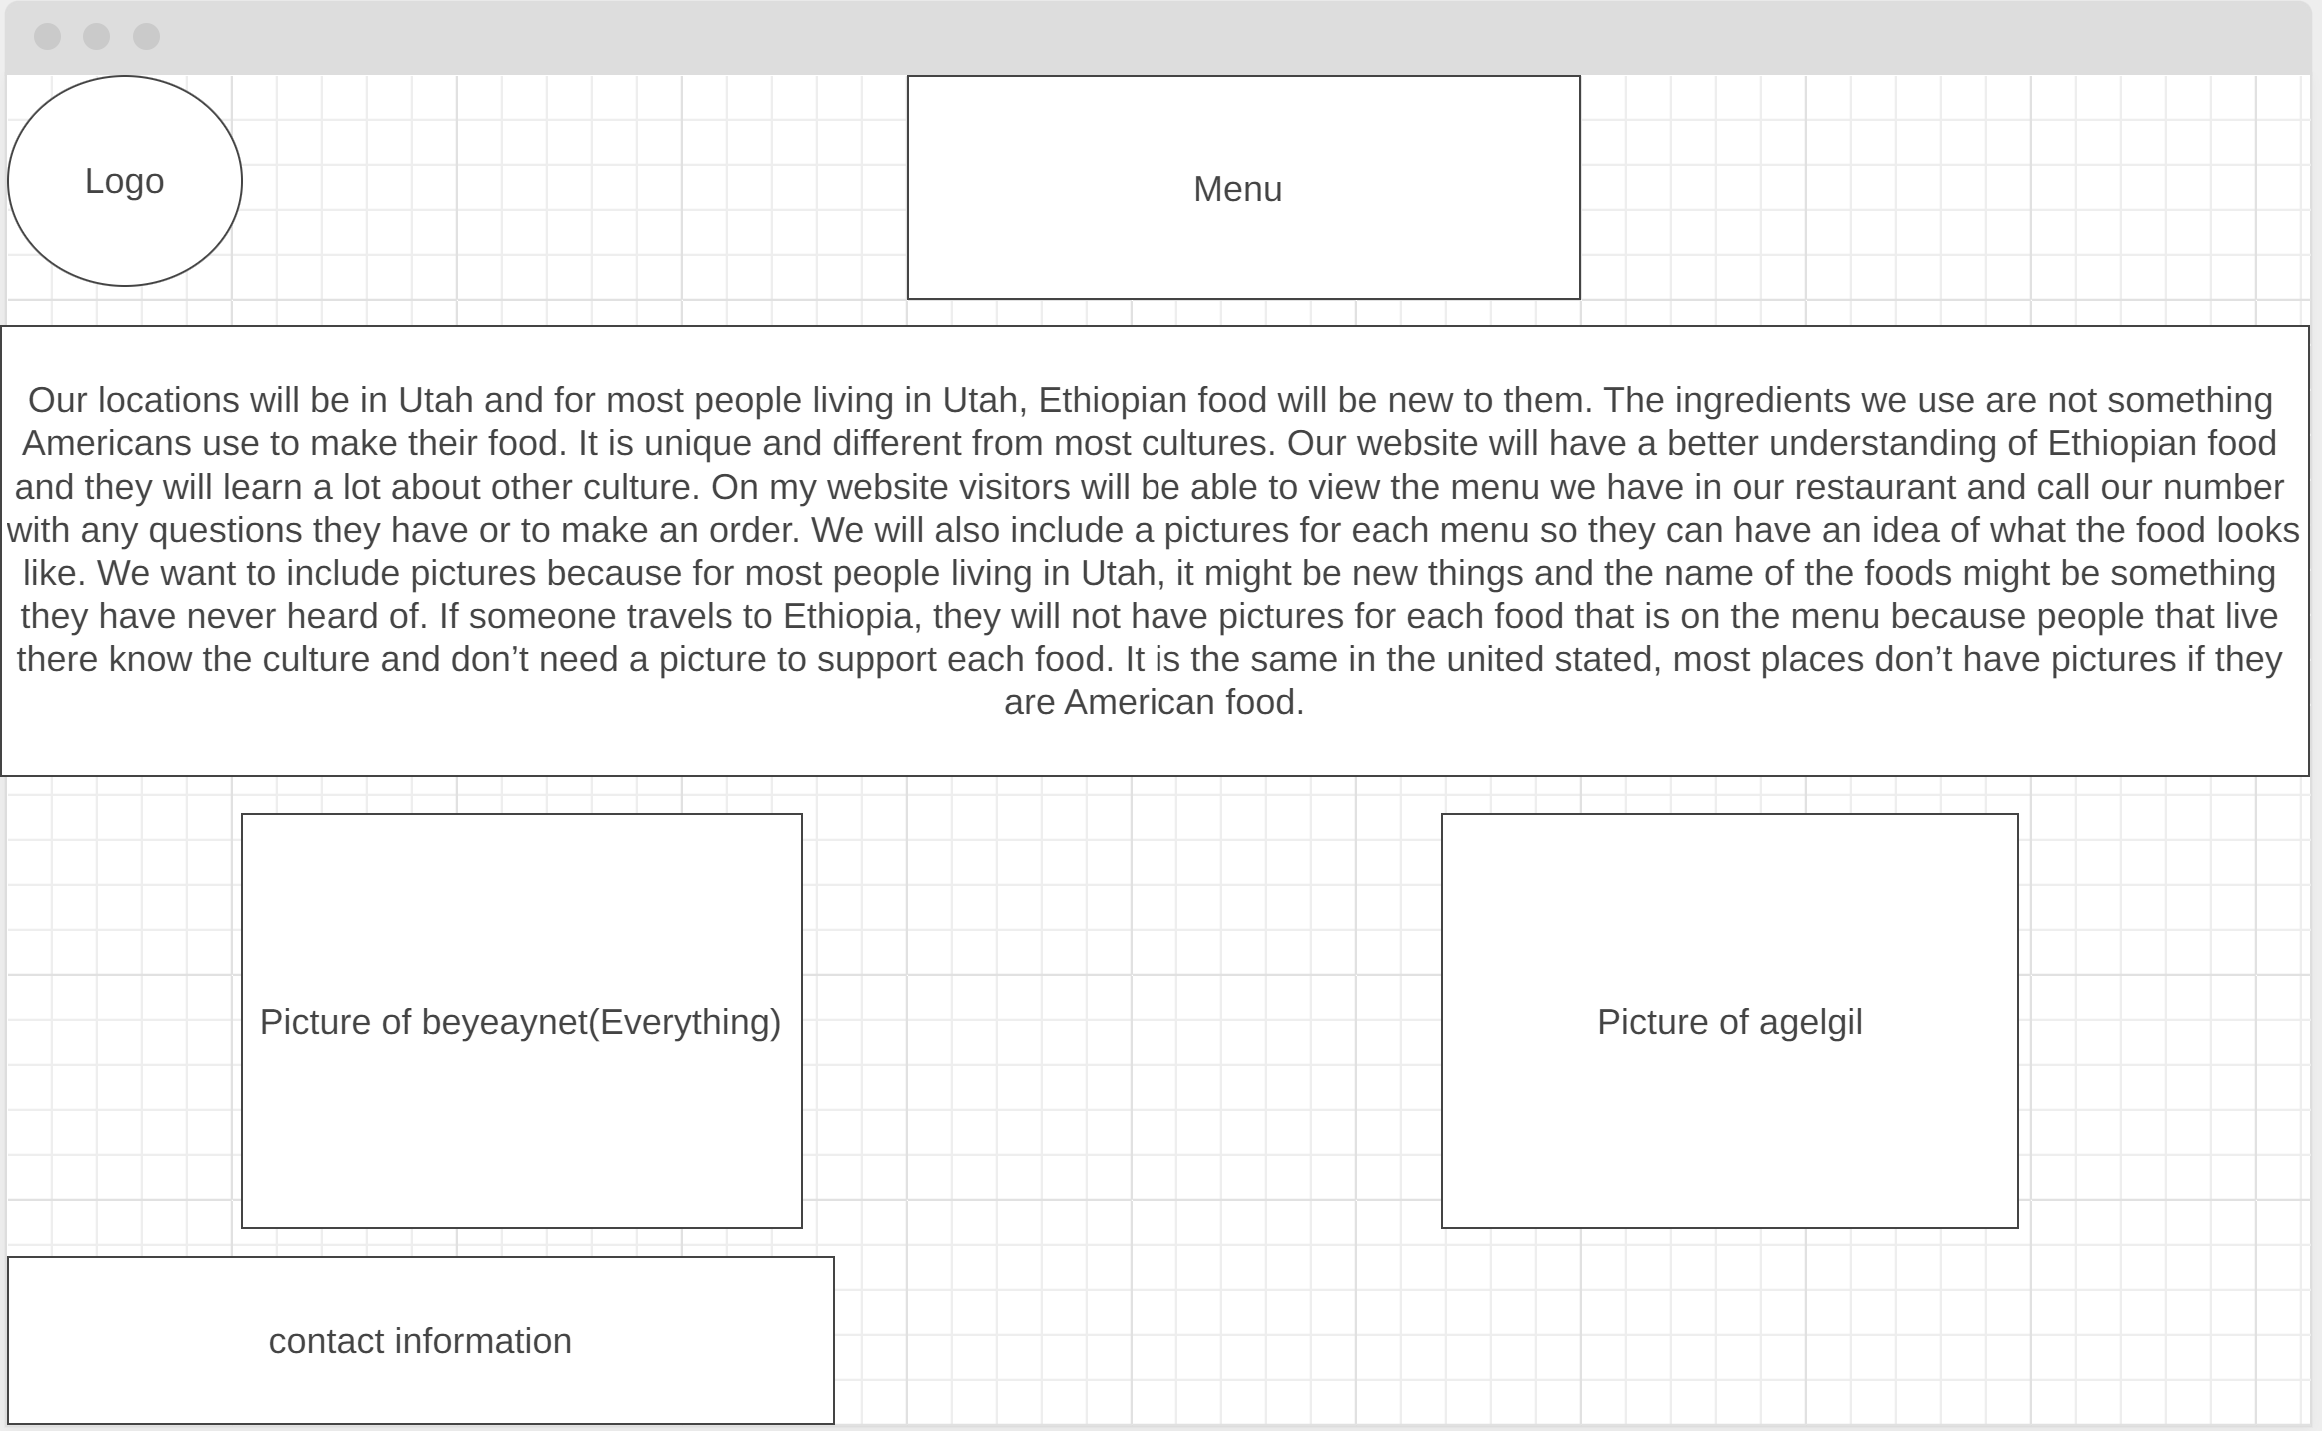 Logo
Menu
Our locations will be in Utah and for most people living in Utah, Ethiopian food will be new to them. The ingredients we use are not something
Americans use to make their food. It is unique and different from most cultures. Our website will have a better understanding of Ethiopian food
and they will learn a lot about other culture. On my website visitors will be able to view the menu we have in our restaurant and call our number
with any questions they have or to make an order. We will also include a pictures for each menu so they can have an idea of what the food looks
like. We want to include pictures because for most people living in Utah, it might be new things and the name of the foods might be something
they have never heard of. If someone travels to Ethiopia, they will not have pictures for each food that is on the menu because people that live
there know the culture and don’t need a picture to support each food. It is the same in the united stated, most places don’t have pictures if they
are American food.
Picture of beyeaynet(Everything)
Picture of agelgil
contact information